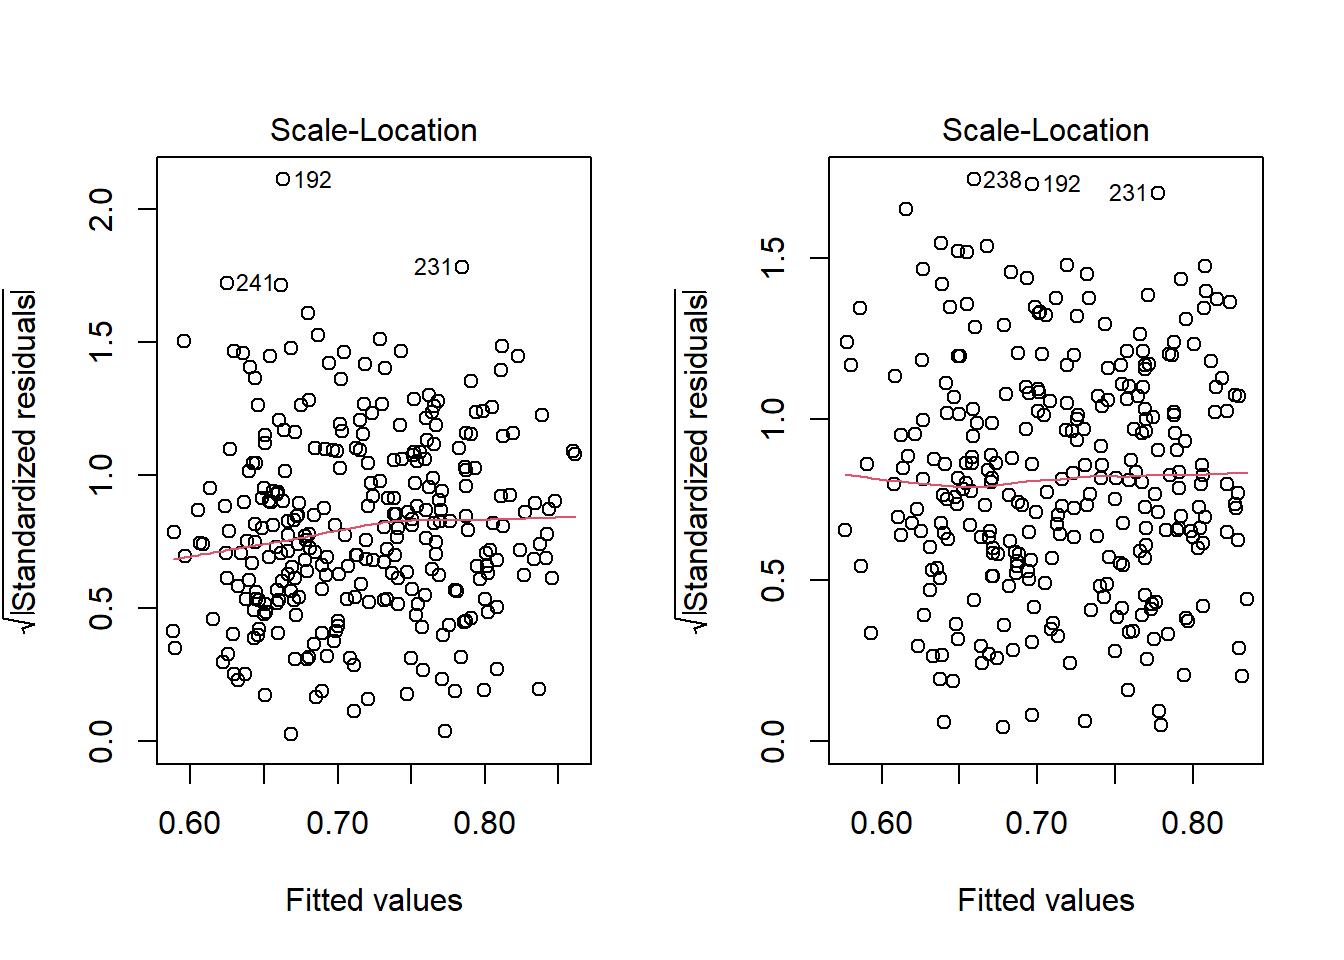 Scale-Location
192
231
241
2.0
1.5
1.0
0.5
0.0
√|Standardized residuals|
0.60 0.70 0.80
Fitted values
Scale-Location
238 192
231
1.5
1.0
0.5
0.0
√|Standardized residuals|
0.60 0.70 0.80
Fitted values